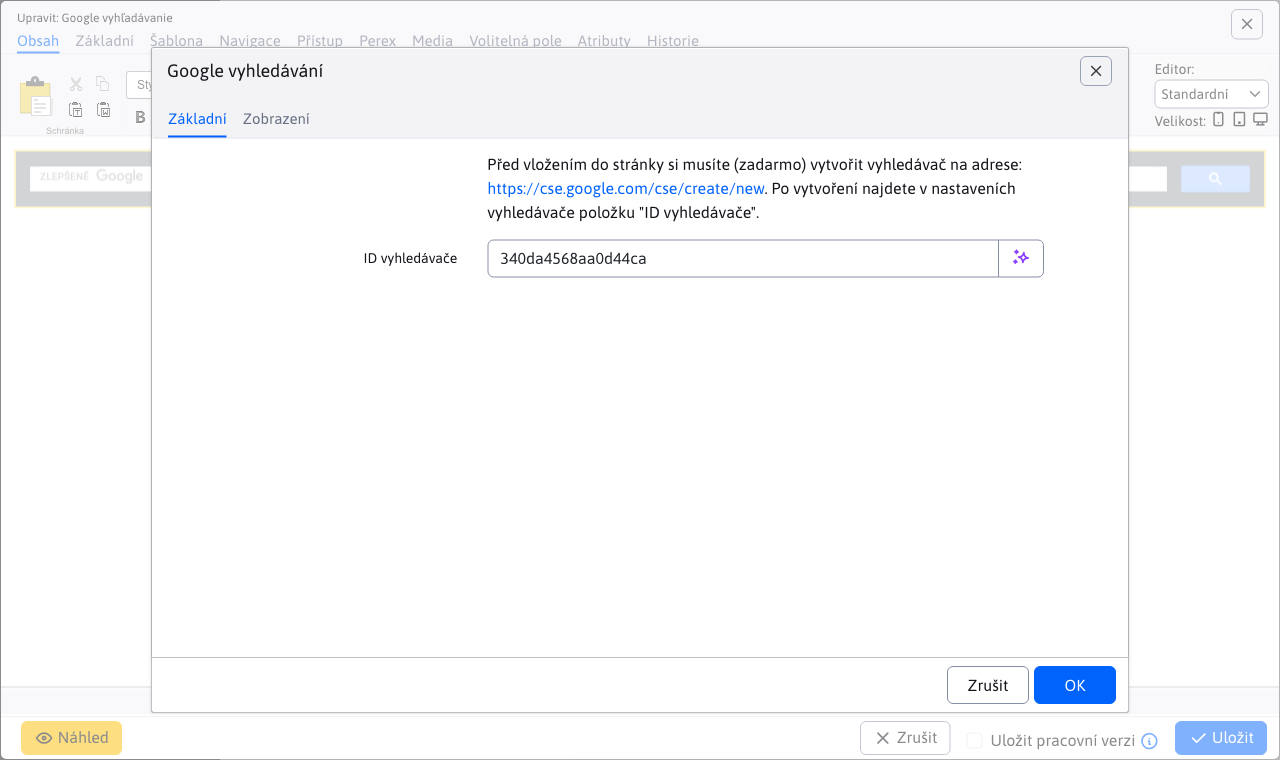 Upravit: Google vyhľadávanie
Obsah Základní Šablona Navigace Přístup Perex Media Volitelná pole Atributy Historie
Google vyhledávání
Editor:
Standardní
Velikost:
Schránka
B
Základní Zobrazení
ZLEPŠENÉ Google
Před vložením do stránky si musíte (zadarmo) vytvořit vyhledávač na adrese:
https://cse.google.com/cse/create/new. Po vytvoření najdete v nastaveních
vyhledávače položku "ID vyhledávače".
ID vyhledávače 340da4568aa0d44ca
Zrušit OK
Náhled Zrušit Uložit pracovní verzi Uložit